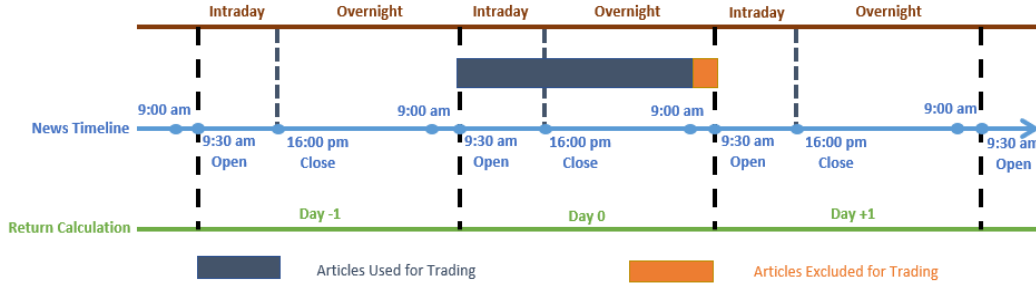 Intraday Overnight Intraday Overnight Intraday Overnight
9:00 am 9:00 am 9:00 am 9:00 am
News Timeline
9:30 am 16:00 pm 9:30 am 16:00 pm 9:30 am 16:00 pm 9:30 am
Open Close Open Close Open Close Open
Day -1 Day 0 Day +1
Return Calculation
Articles Used for Trading Articles Excluded for Trading